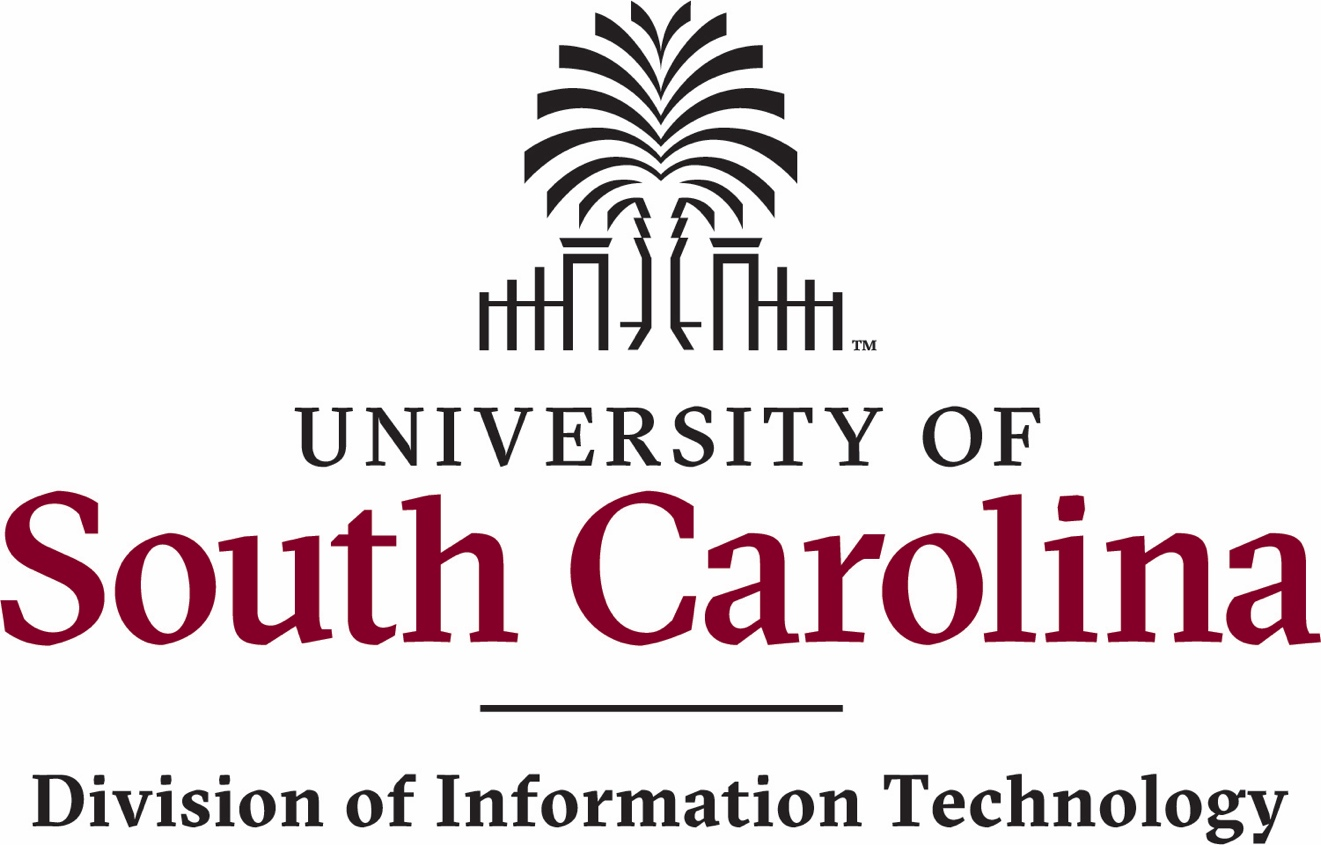 TM
UNIVERSITY OF
South Carolina
Division of Information Technology